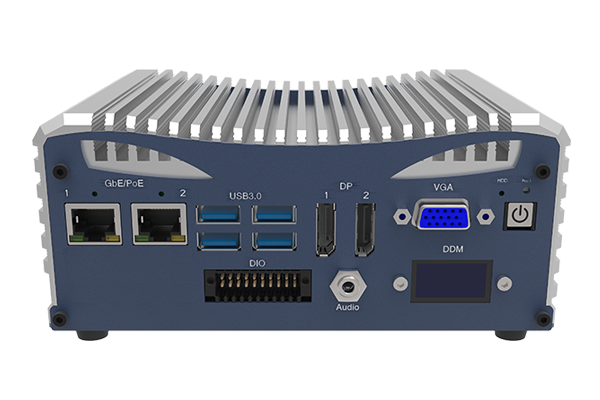 GbE/PoE
1
2
USB3.0
DP
1
2
VGA
HDD
DIO
DDM
Audio